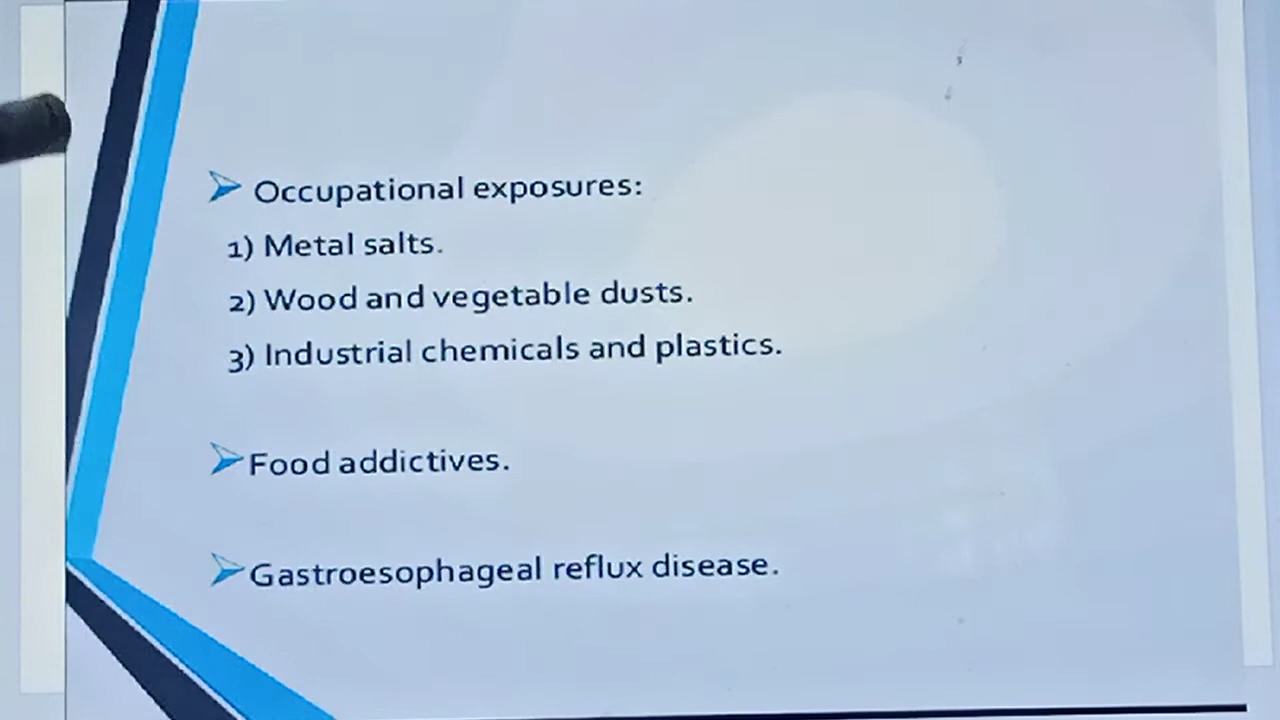 Occupational exposures:
1) Metal salts.
2) Wood and vegetable dusts.
3) Industrial chemicals and plastics.
Food addictives.
Gastroesophageal reflux disease.